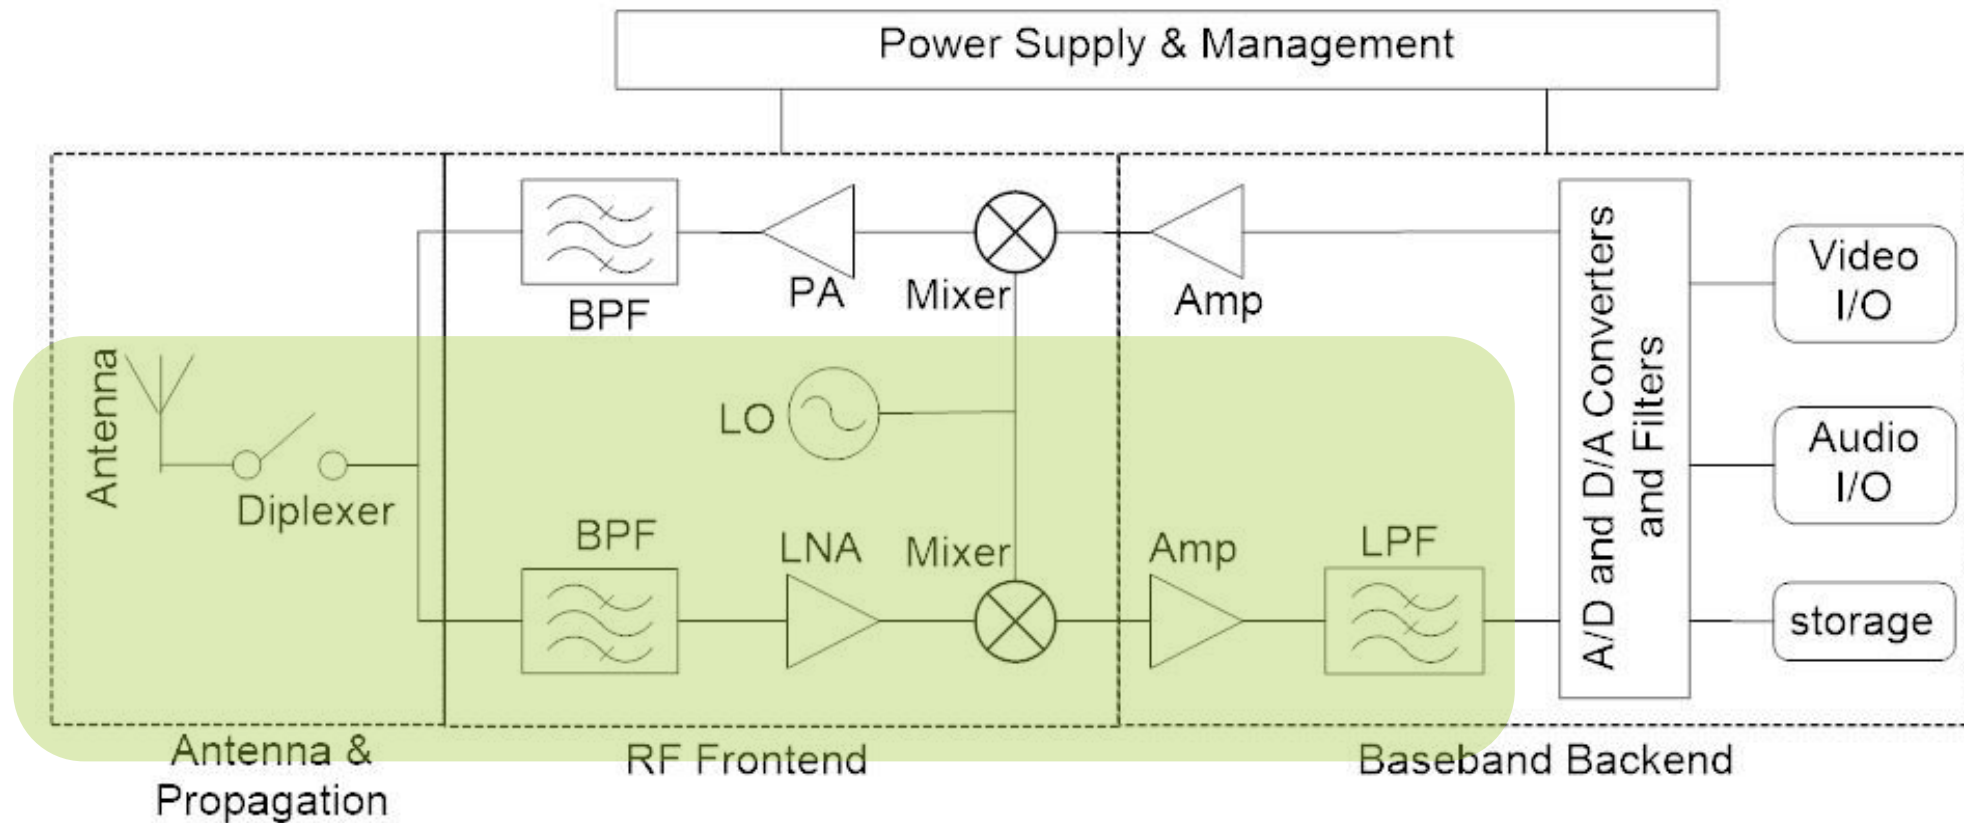 Power Supply & Management
BPF
PA
Mixer
Amp
Antenna
Diplexer
LO
BPF
LNA
Mixer
Amp
LPF
A/D and D/A Converters
and Filters
Video
I/O
Audio
I/O
storage
Antenna &
Propagation
RF Frontend
Baseband Backend